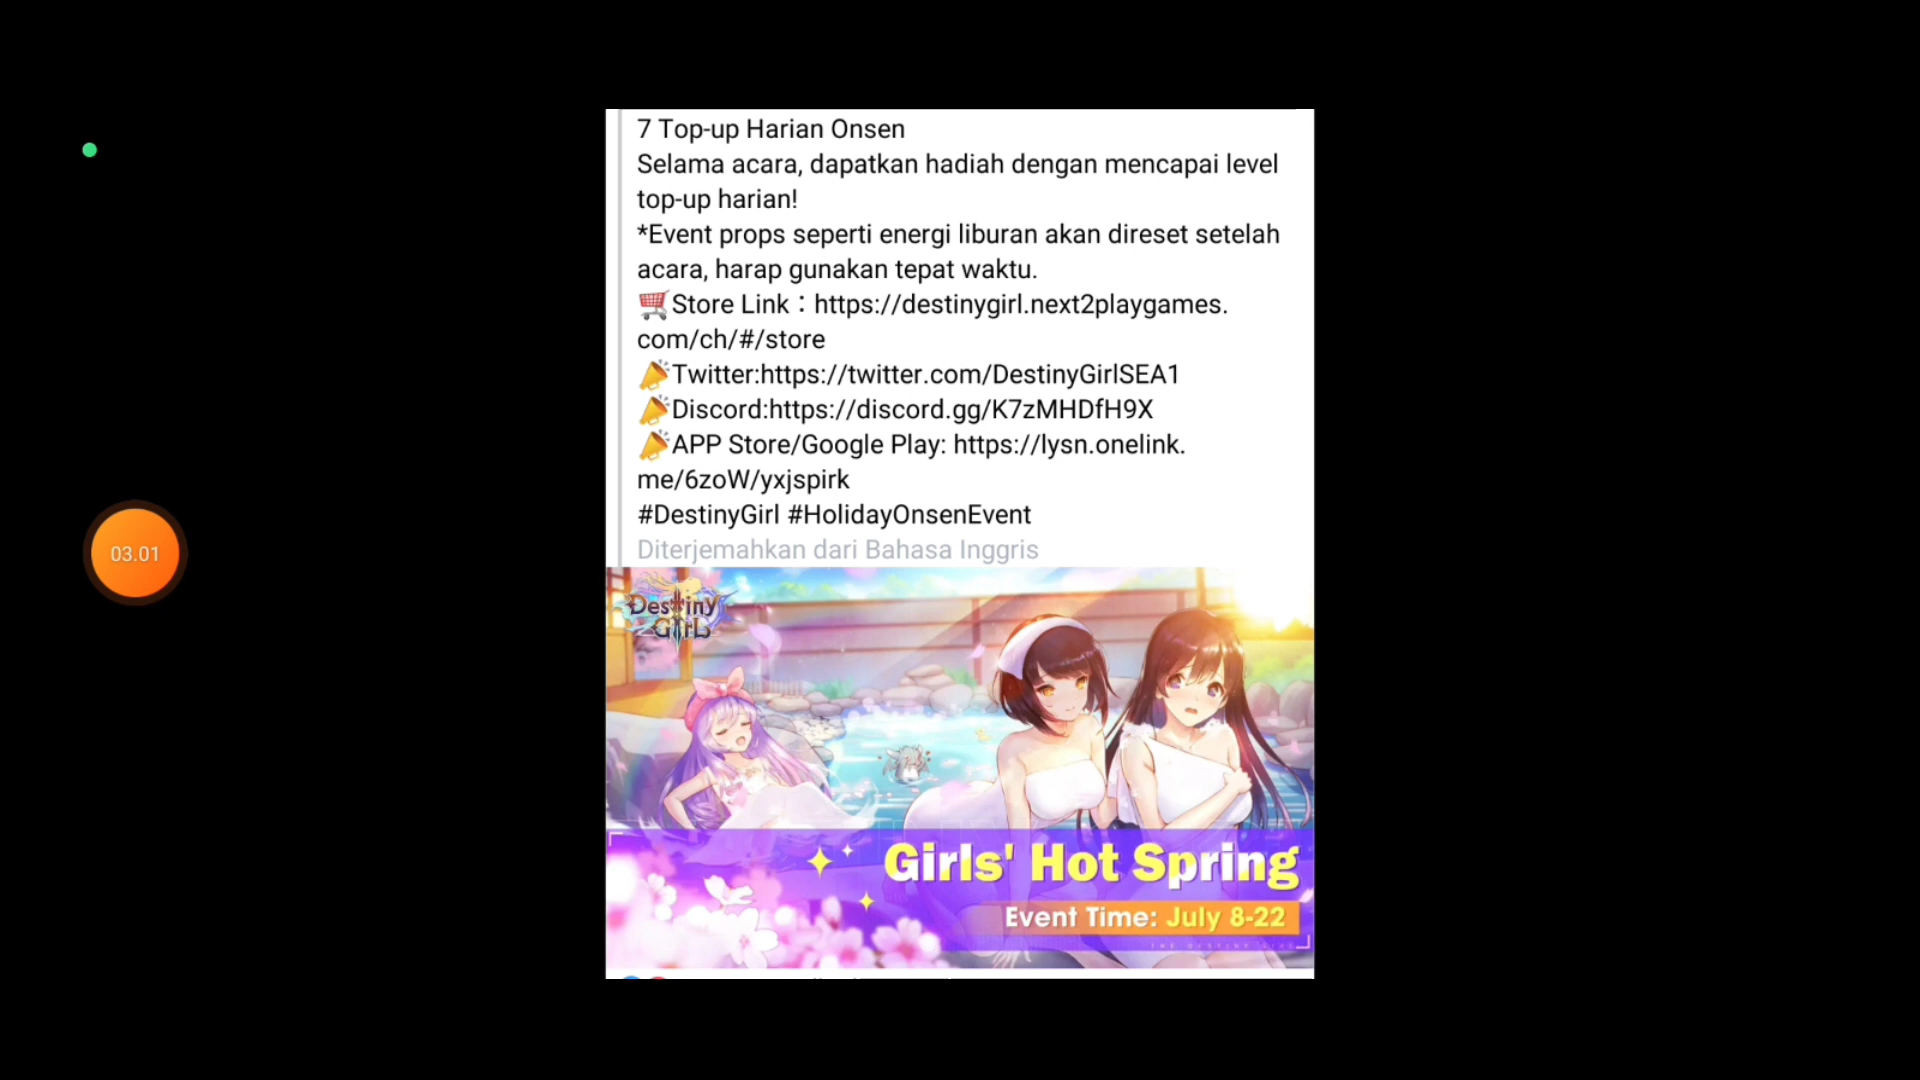 7 Top-up Harian Onsen
Selama acara, dapatkan hadiah dengan mencapai level
top-up harian!
*Event props seperti energi liburan akan direset setelah
acara, harap gunakan tepat waktu.
🛒Store Link：https://destinygirl.next2playgames.
com/ch/#/store
📣Twitter:https://twitter.com/DestinyGirlSEA1
📣Discord:https://discord.gg/K7zMHDfH9X
📣APP Store/Google Play: https://lysn.onelink.
me/6zoW/yxjspirk
#DestinyGirl #HolidayOnsenEvent
Diterjemahkan dari Bahasa Inggris
03.01
Destiny
Girl
Girls' Hot Spring
Event Time: July 8-22